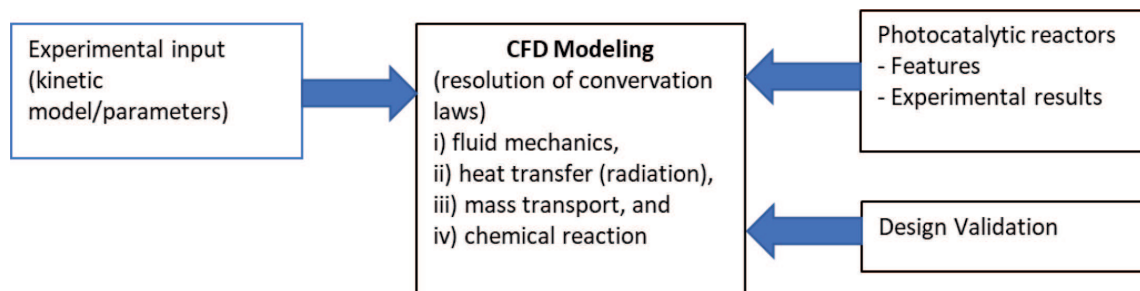 Experimental input
(kinetic
model/parameters)
CFD Modeling
(resolution of convervation
laws)
i) fluid mechanics,
ii) heat transfer (radiation),
iii) mass transport, and
iv) chemical reaction
Photocatalytic reactors
- Features
- Experimental results
Design Validation